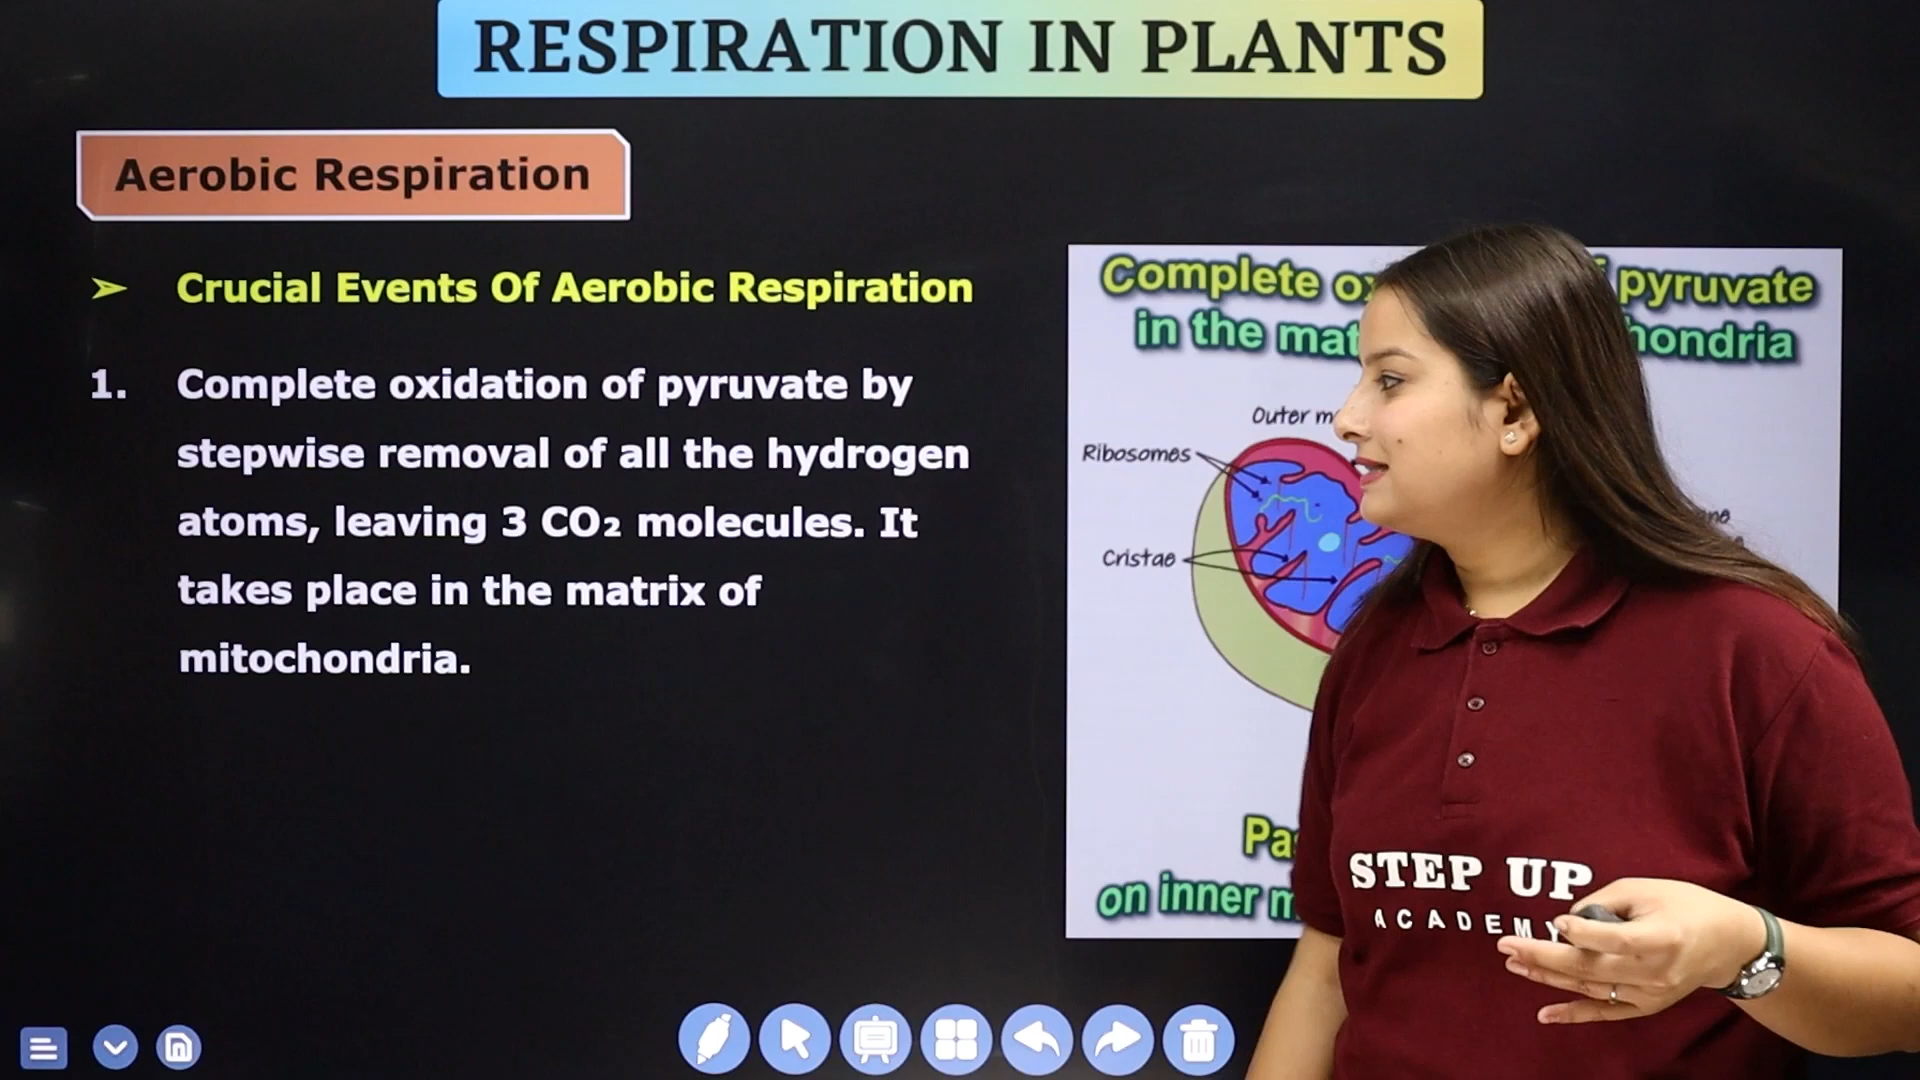 RESPIRATION IN PLANTS
Aerobic Respiration
➢ Crucial Events Of Aerobic Respiration
1. Complete oxidation of pyruvate by
stepwise removal of all the hydrogen
atoms, leaving 3 CO₂ molecules. It
takes place in the matrix of
mitochondria.
Complete pyruvate
in the
Outer
Ribosomes
Cristae
on inner
STEP UP
ACADEMY